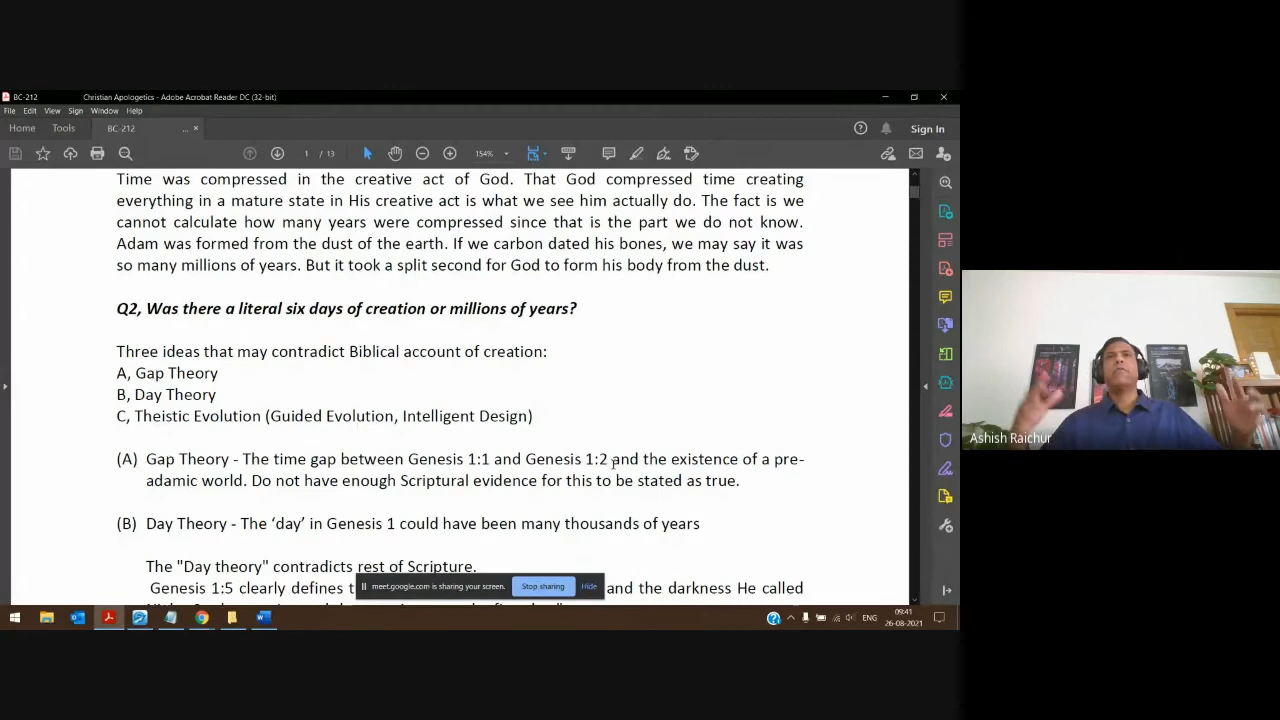 BC-212 Christian Apologetics - Adobe Acrobat Reader DC (32-bit)
File Edit View Sign Window Help
Home Tools BC-212 ... × Sign In
1 / 13 154%
Time was compressed in the creative act of God. That God compressed time creating
everything in a mature state in His creative act is what we see him actually do. The fact is we
cannot calculate how many years were compressed since that is the part we do not know.
Adam was formed from the dust of the earth. If we carbon dated his bones, we may say it was
so many millions of years. But it took a split second for God to form his body from the dust.
Q2, Was there a literal six days of creation or millions of years?
Three ideas that may contradict Biblical account of creation:
A, Gap Theory
B, Day Theory
C, Theistic Evolution (Guided Evolution, Intelligent Design)
(A) Gap Theory - The time gap between Genesis 1:1 and Genesis 1:2 and the existence of a pre-
adamic world. Do not have enough Scriptural evidence for this to be stated as true.
(B) Day Theory - The 'day' in Genesis 1 could have been many thousands of years
The "Day theory" contradicts rest of Scripture.
Genesis 1:5 clearly defines t and the darkness He called
meet.google.com is sharing your screen. Stop sharing Hide
ENG 09:41
26-08-2021
Ashish Raichur